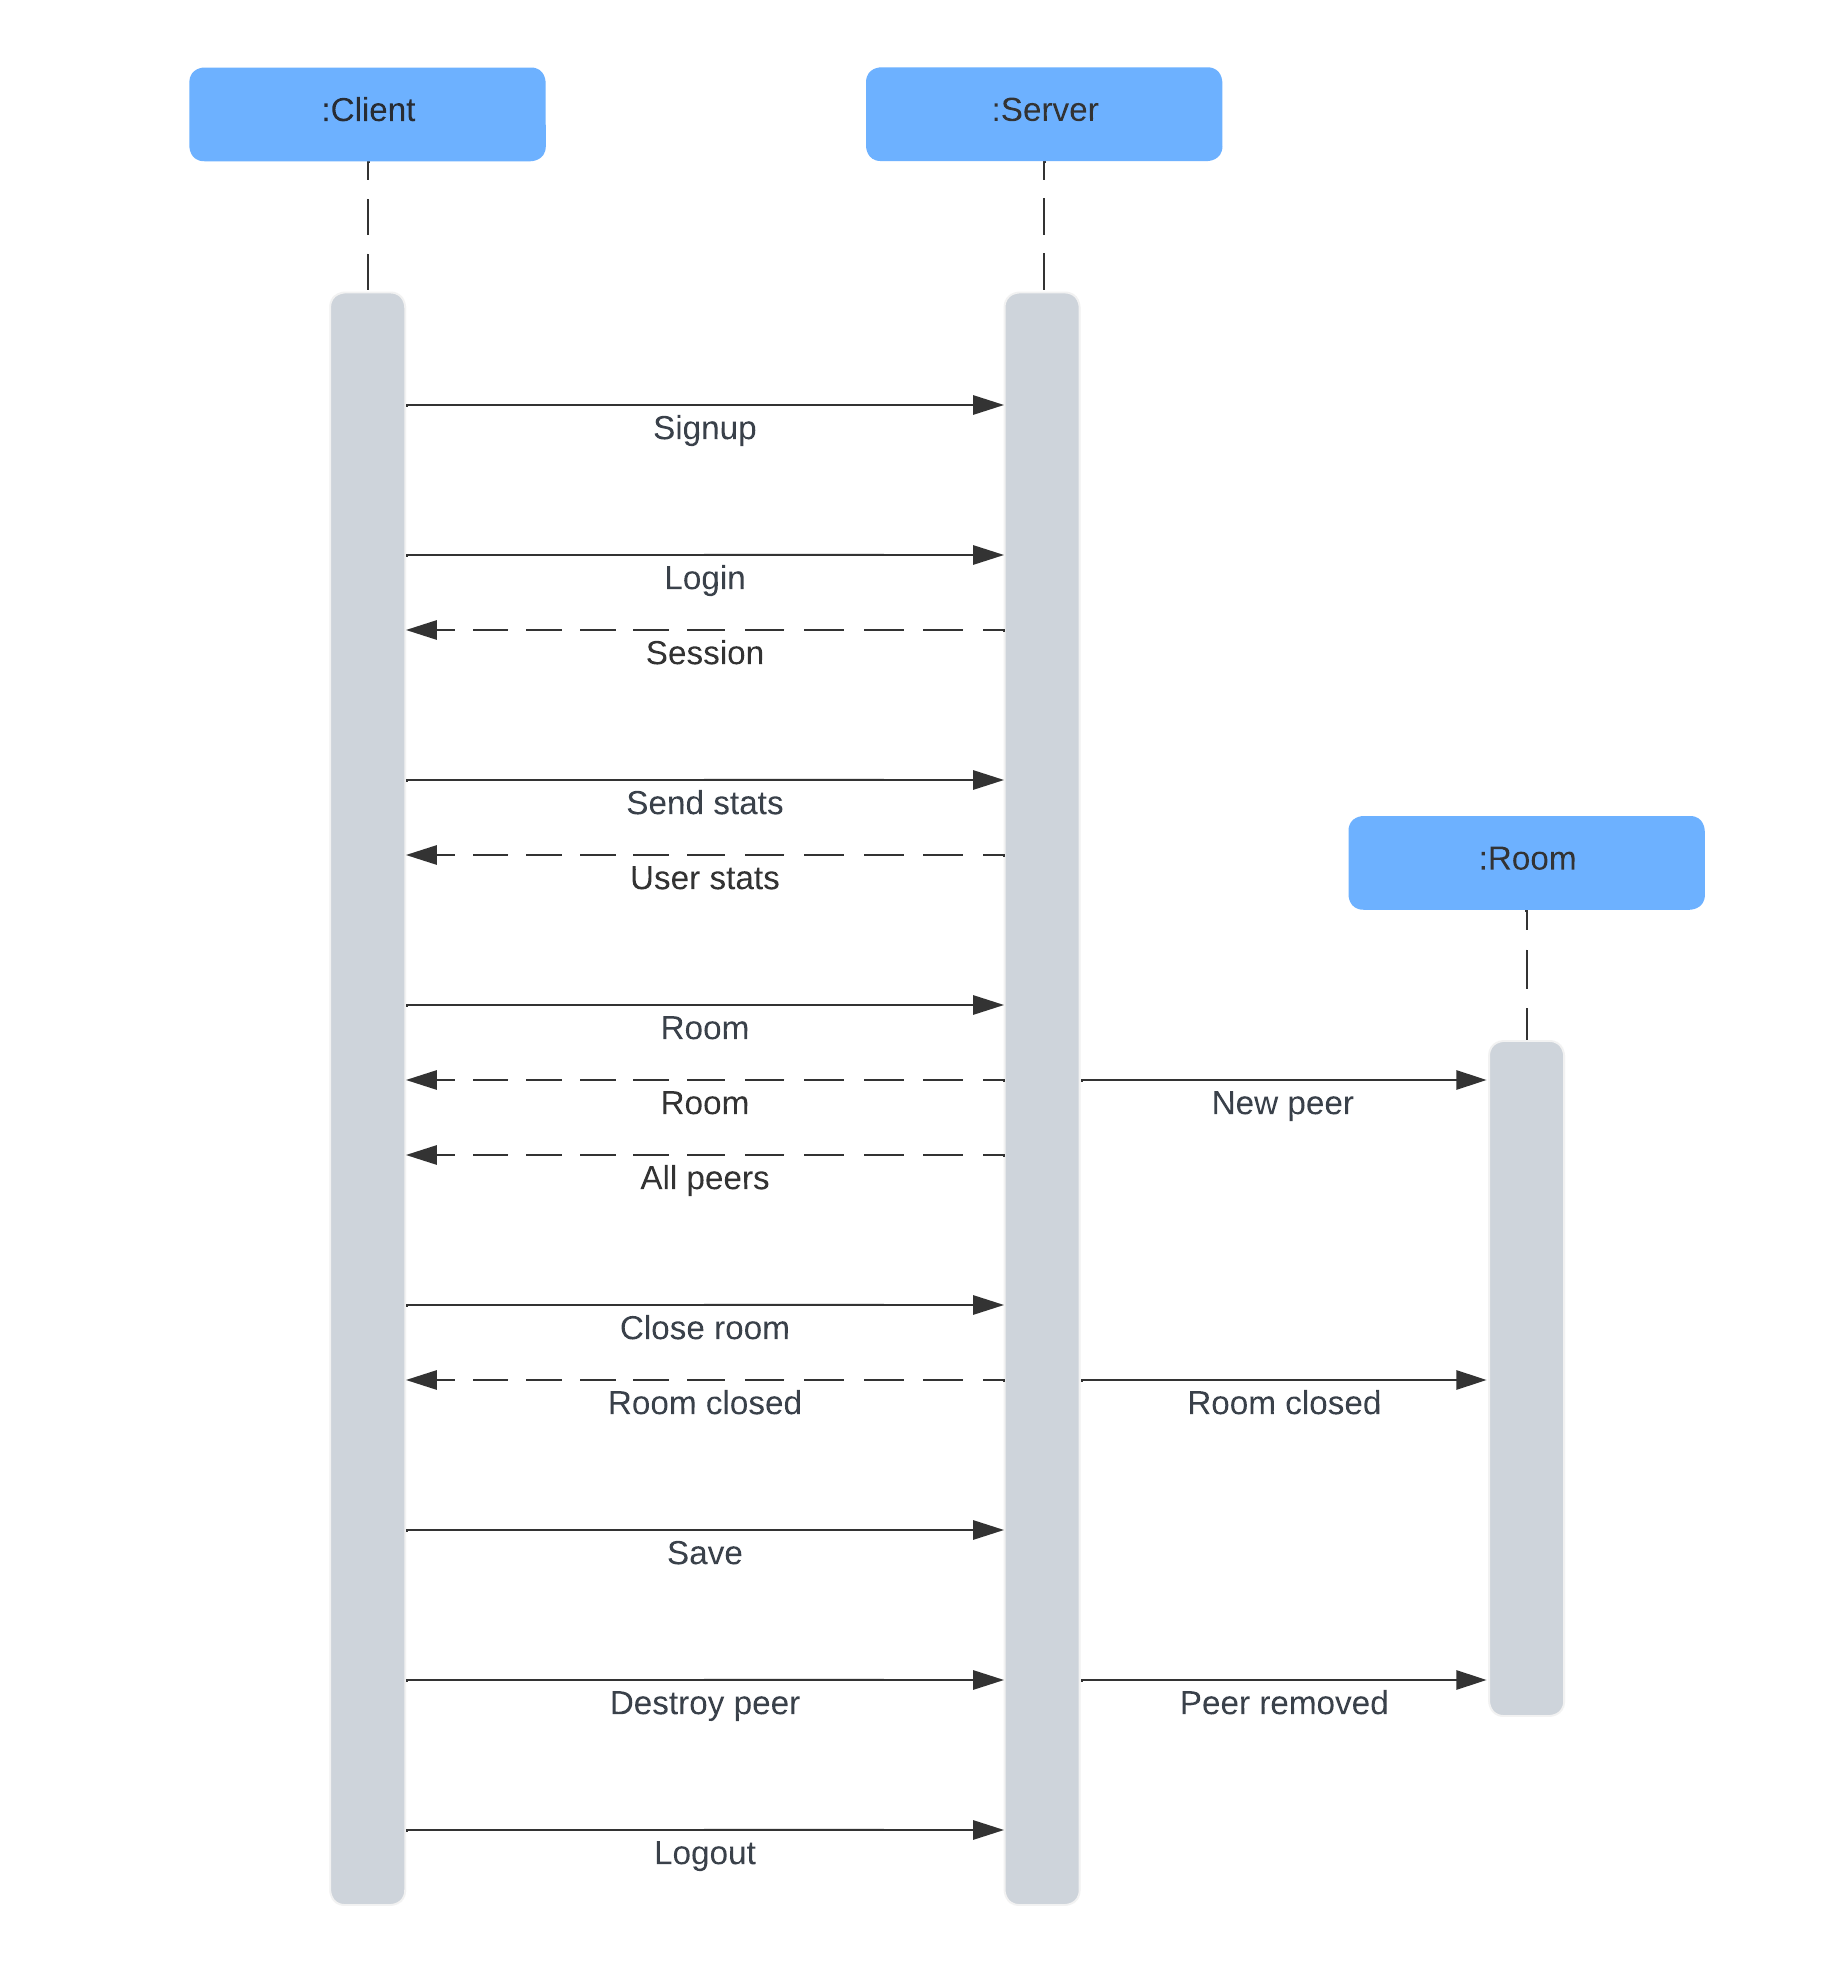 :Client
:Server
Signup
Login
Session
Send stats
User stats
:Room
Room
Room
New peer
All peers
Close room
Room closed
Room closed
Save
Destroy peer
Peer removed
Logout